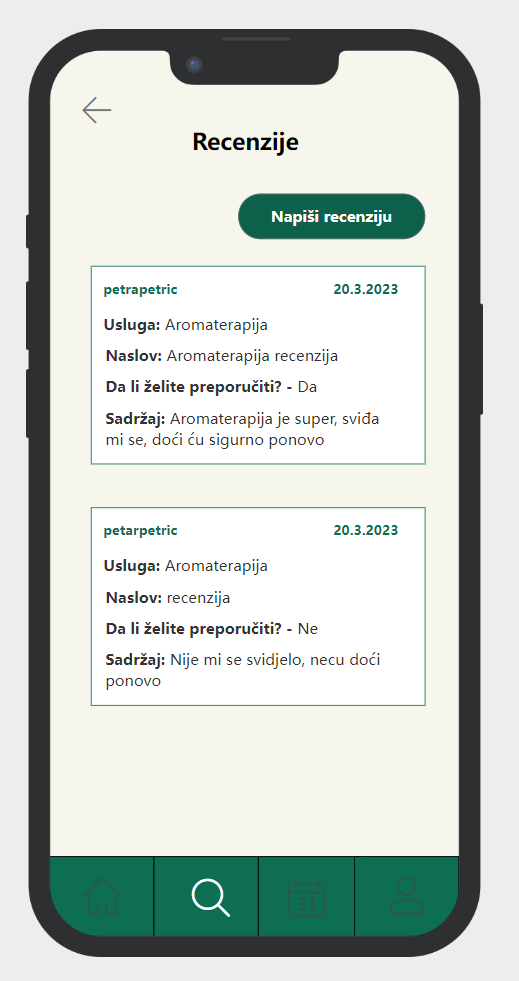 Recenzije
Napiši recenziju
petrapetric 20.3.2023
Usluga: Aromaterapija
Naslov: Aromaterapija recenzija
Da li želite preporučiti? - Da
Sadržaj: Aromaterapija je super, sviđa
mi se, doći ću sigurno ponovo
petarpetric 20.3.2023
Usluga: Aromaterapija
Naslov: recenzija
Da li želite preporučiti? - Ne
Sadržaj: Nije mi se svidjelo, necu doći
ponovo
31